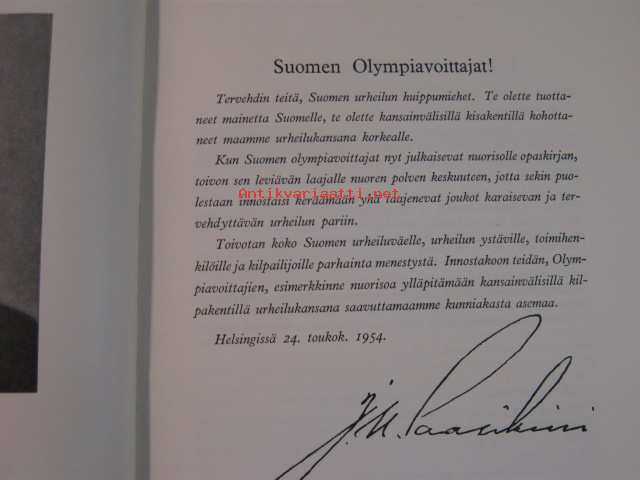 Suomen Olympiavoittajat!
Tervehdin teitä, Suomen urheilun huippumiehet. Te olette tuotta-
neet mainetta Suomelle, te olette kansainvälisillä kisakentillä kohotta-
neet maamme urheilukansana korkealle.
Kun Suomen olympiavoittajat nyt julkaisevat nuorisolle opaskirjan,
toivon sen leviävän laajalle nuoren polven keskuuteen, jotta sekin puo-
lestaan innostaisi keräämään yhä laajenevat joukot karaisevan ja ter-
Antikvariaatti.net
vehdyttävän urheilun pariin.
Toivotan koko Suomen urheiluväelle, urheilun ystäville, toimihen-
kilöille ja kilpailijoille parhainta menestystä. Innostakoon teidän, Olym-
piavoittajien, esimerkkinne nuorisoa ylläpitämään kansainvälisillä kil-
pakentillä urheilukansana saavuttamaamme kunniakasta asemaa.
Helsingissä 24. toukok. 1954.
J.K. Paasikivi